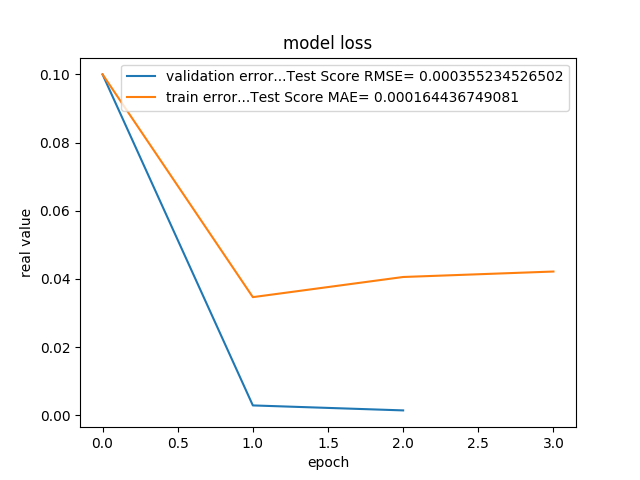 model loss
validation error...Test Score RMSE= 0.000355234526502
train error...Test Score MAE= 0.000164436749081
0.10
0.08
0.06
0.04
0.02
0.00
real value
0.0 0.5 1.0 1.5 2.0 2.5 3.0
epoch